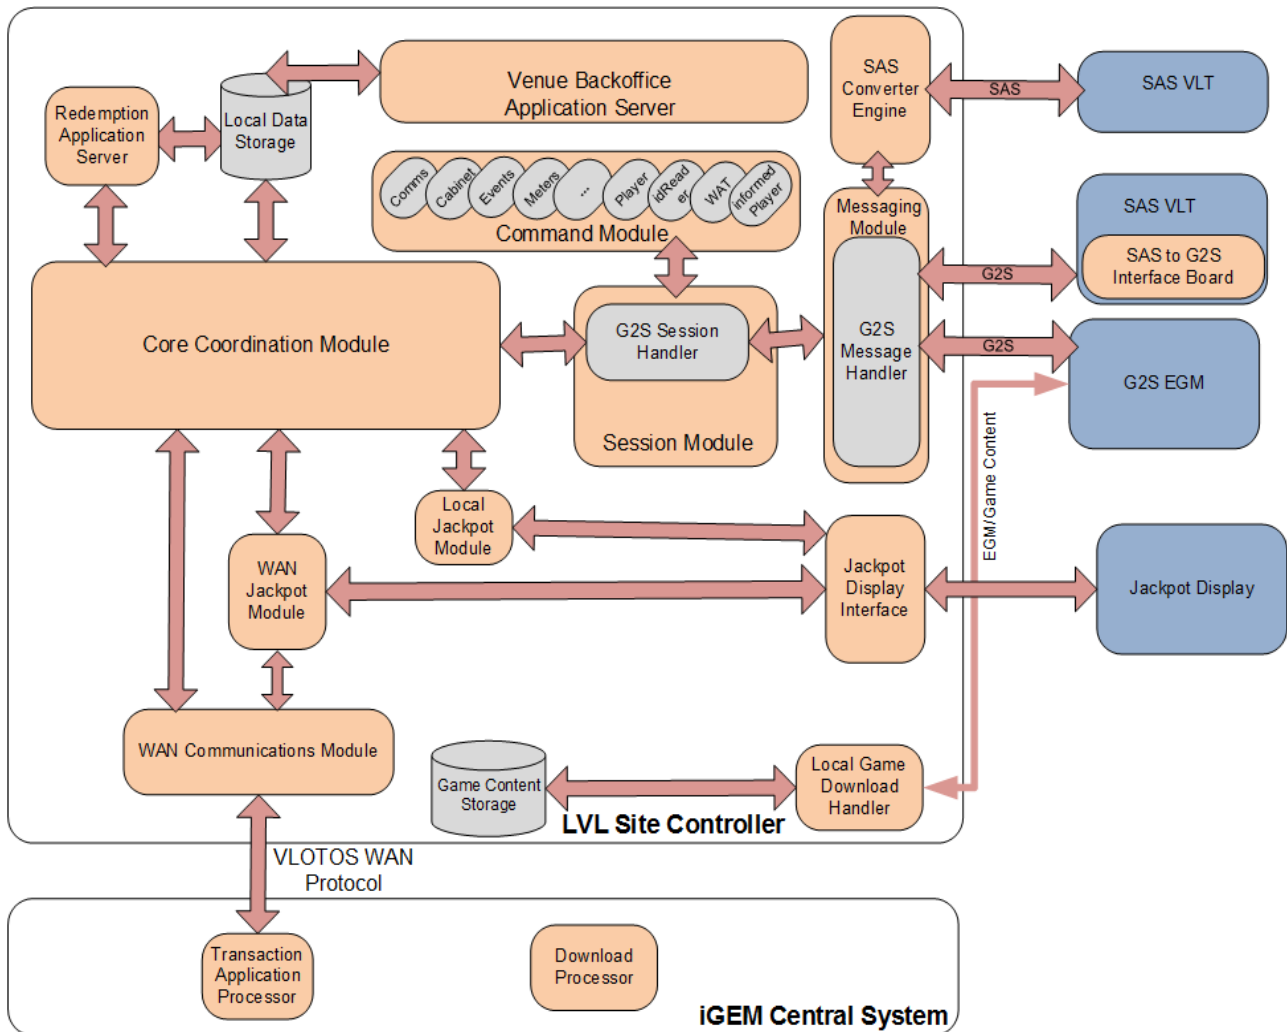 Venue Backoffice
Application Server
SAS
Converter
Engine
SAS
SAS VLT
Redemption
Application
Server
Local Data
Storage
Comms
Cabinet
Events
Meters
...
Player
idRead
er
WAT
informed
Player
Command Module
Messaging
Module
G2S
SAS VLT
SAS to G2S
Interface Board
Core Coordination Module
G2S Session
Handler
Session Module
G2S
Message
Handler
G2S
G2S EGM
EGM/Game Content
Local
Jackpot
Module
WAN
Jackpot
Module
Jackpot
Display
Interface
Jackpot Display
WAN Communications Module
Game Content
Storage
Local Game
Download
Handler
LVL Site Controller
VLOTOS WAN
Protocol
Transaction
Application
Processor
Download
Processor
iGEM Central System